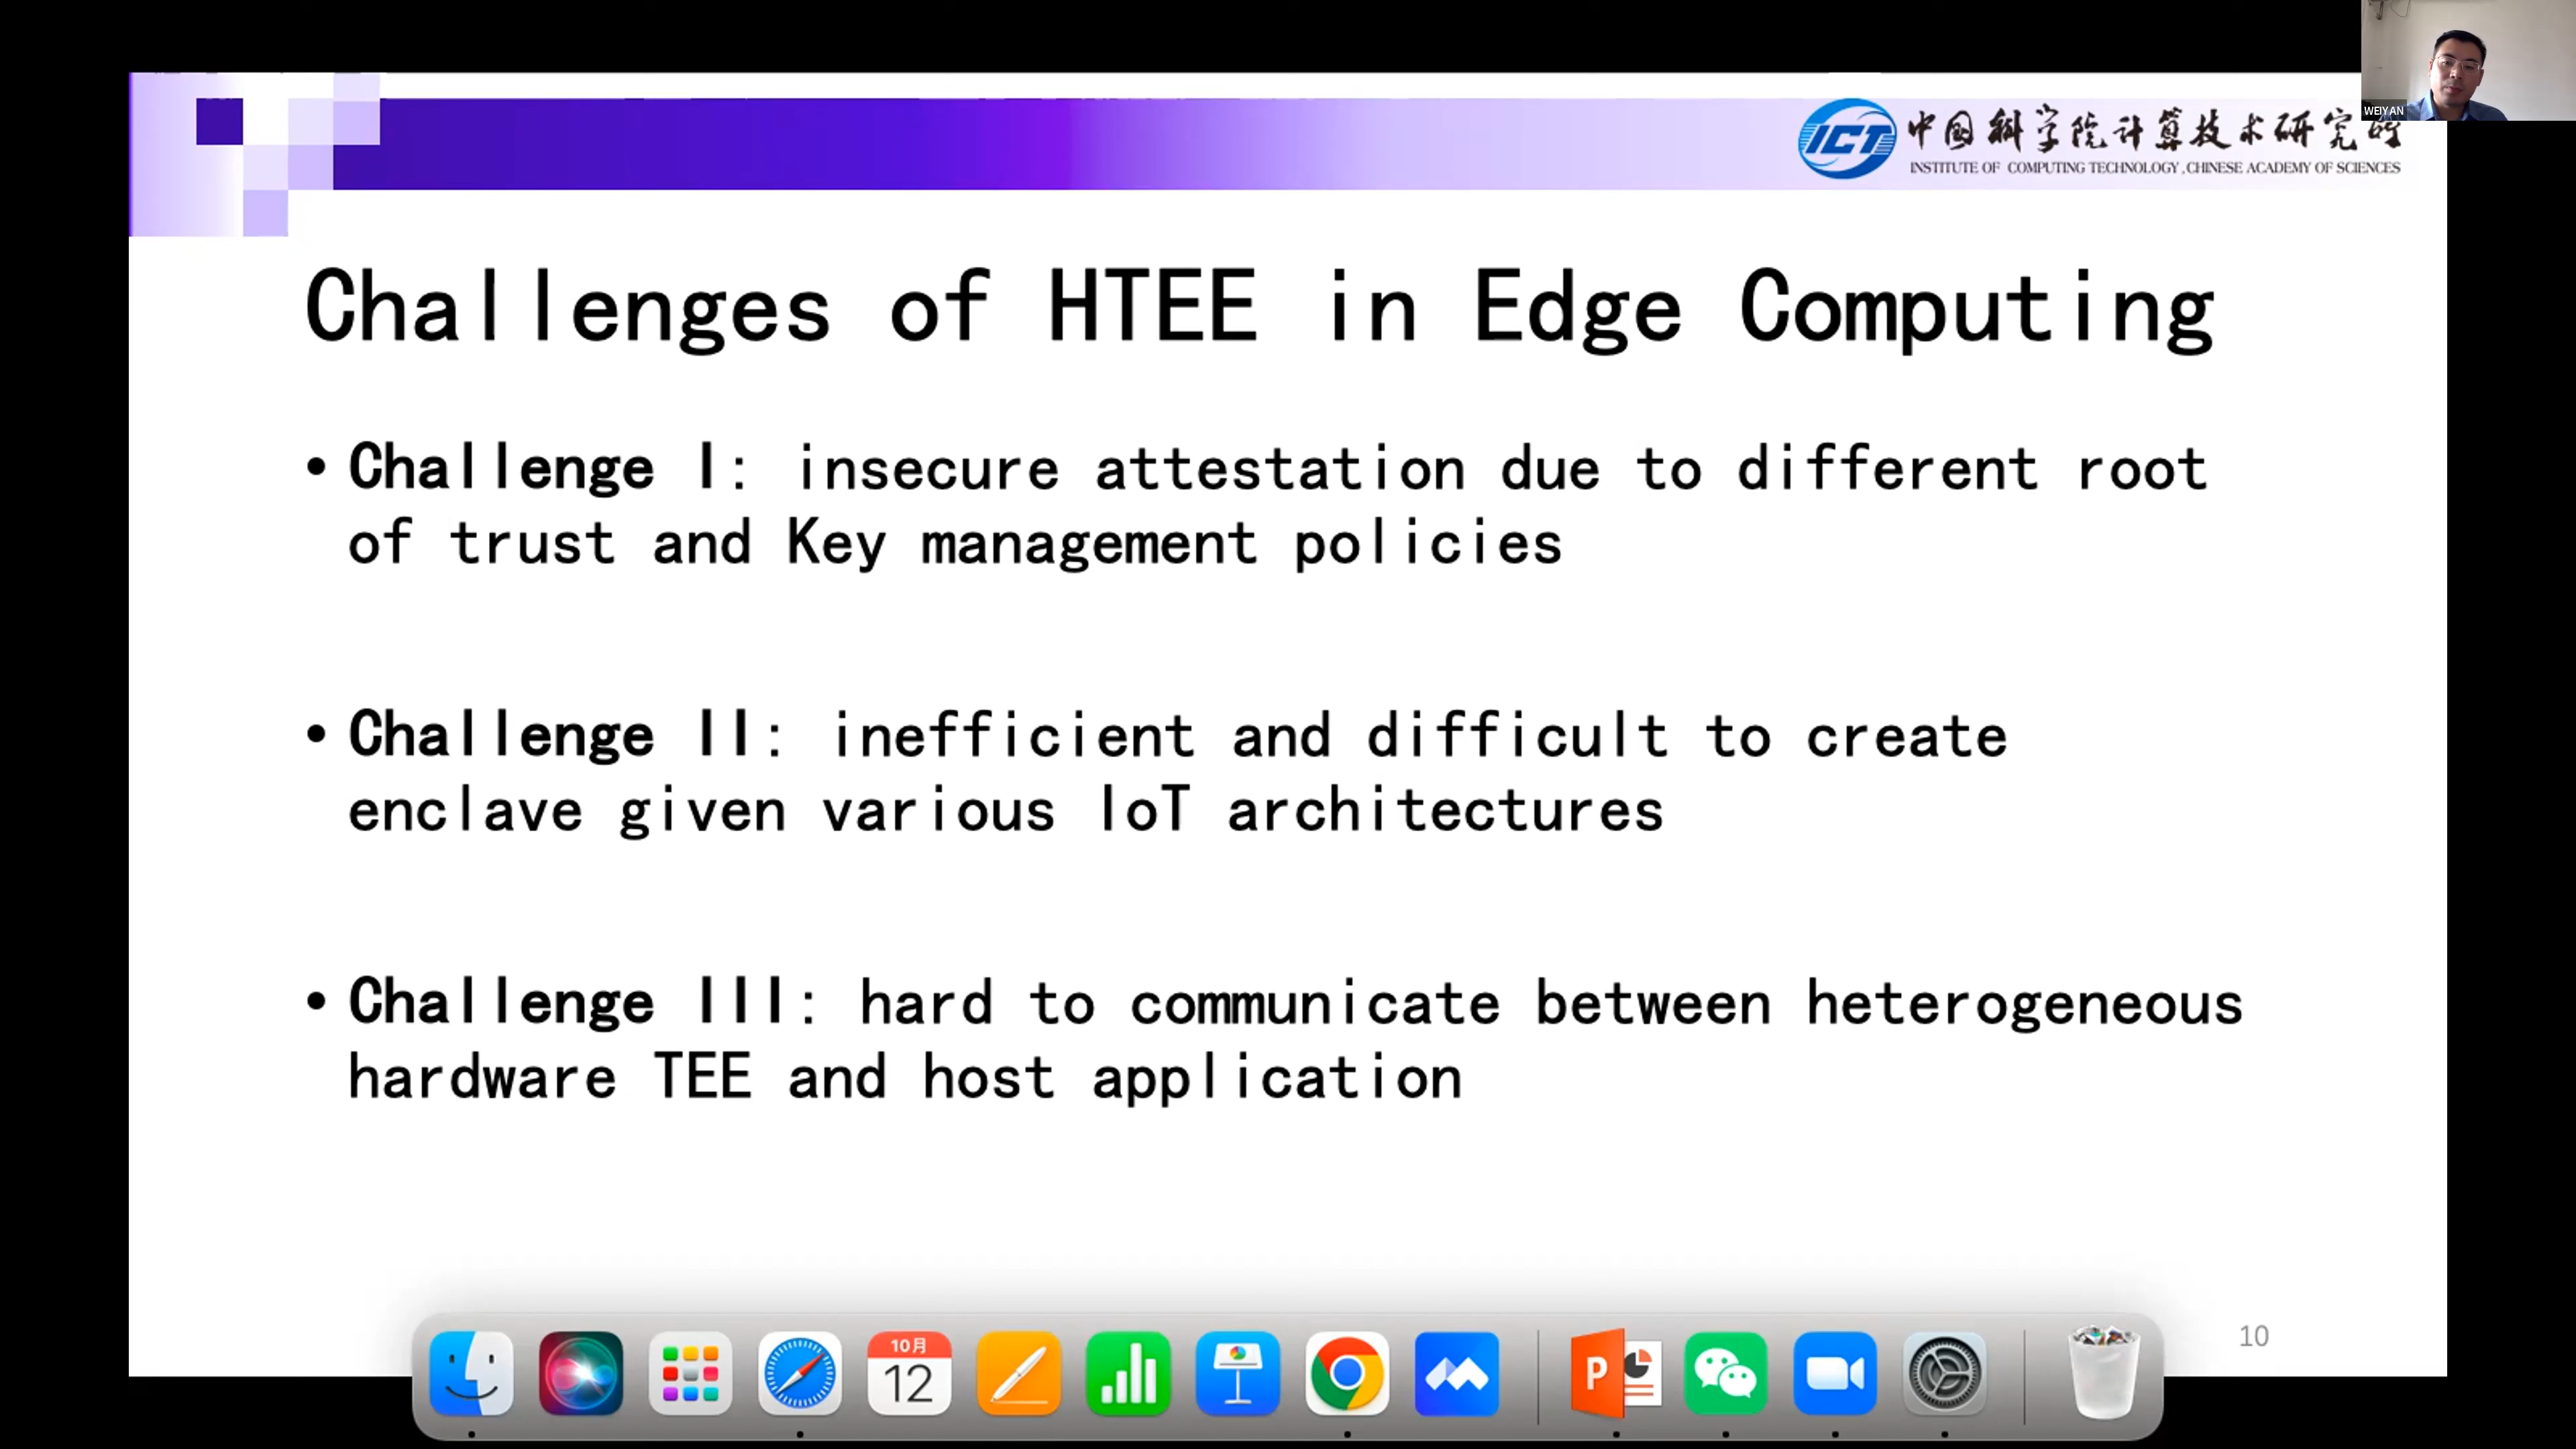 WEIYAN
ICT 中国科学院计算技术研究所
INSTITUTE OF COMPUTING TECHNOLOGY, CHINESE ACADEMY OF SCIENCES
Challenges of HTEE in Edge Computing
• Challenge I: insecure attestation due to different root
of trust and Key management policies
• Challenge II: inefficient and difficult to create
enclave given various IoT architectures
• Challenge III: hard to communicate between heterogeneous
hardware TEE and host application
10
10月
12
P